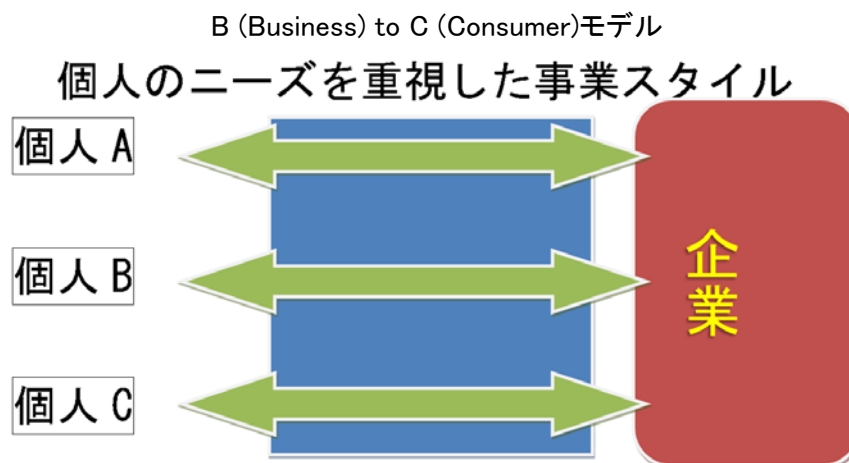 B (Business) to C (Consumer)モデル
個人のニーズを重視した事業スタイル
個人 A
個人 B
企業
個人 C